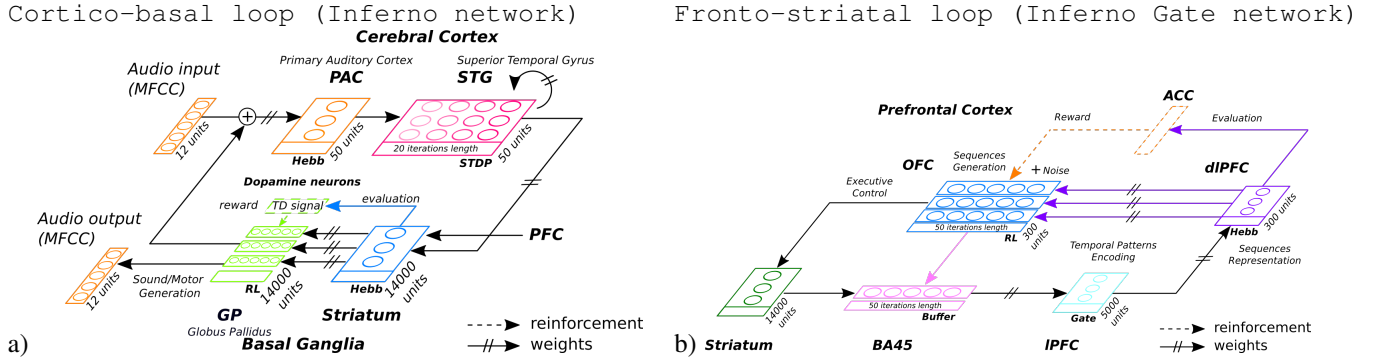 Cortico-basal loop (Inferno network)
Cerebral Cortex
Primary Auditory Cortex
Superior Temporal Gyrus
PAC
STG
Audio input
(MFCC)
12 units
Hebb
50 units
20 iterations length
STDP
50 units
Dopamine neurons
reward
TD signal
evaluation
Audio output
(MFCC)
PFC
12 units
Sound/Motor
Generation
RL
14000
units
Hebb
14000
units
GP
Globus Pallidus
Striatum
Basal Ganglia
reinforcement
weights
a)
Fronto-striatal loop (Inferno Gate network)
Prefrontal Cortex
ACC
Reward
Evaluation
OFC
Sequences
Generation
+ Noise
dlPFC
Executive
Control
50 iterations length
RL
300
units
Hebb
300 units
Temporal Patterns
Encoding
Sequences
Representation
14000
units
50 iterations length
Buffer
Gate
5000
units
Striatum
BA45
lPFC
reinforcement
weights
b)